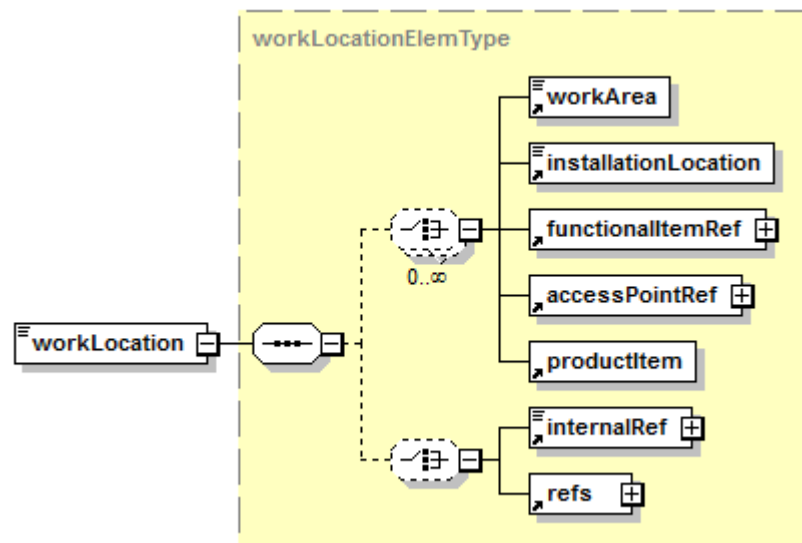 workLocationElemType
workArea
installationLocation
functionalItemRef
0..∞
accessPointRef
workLocation
productItem
internalRef
refs